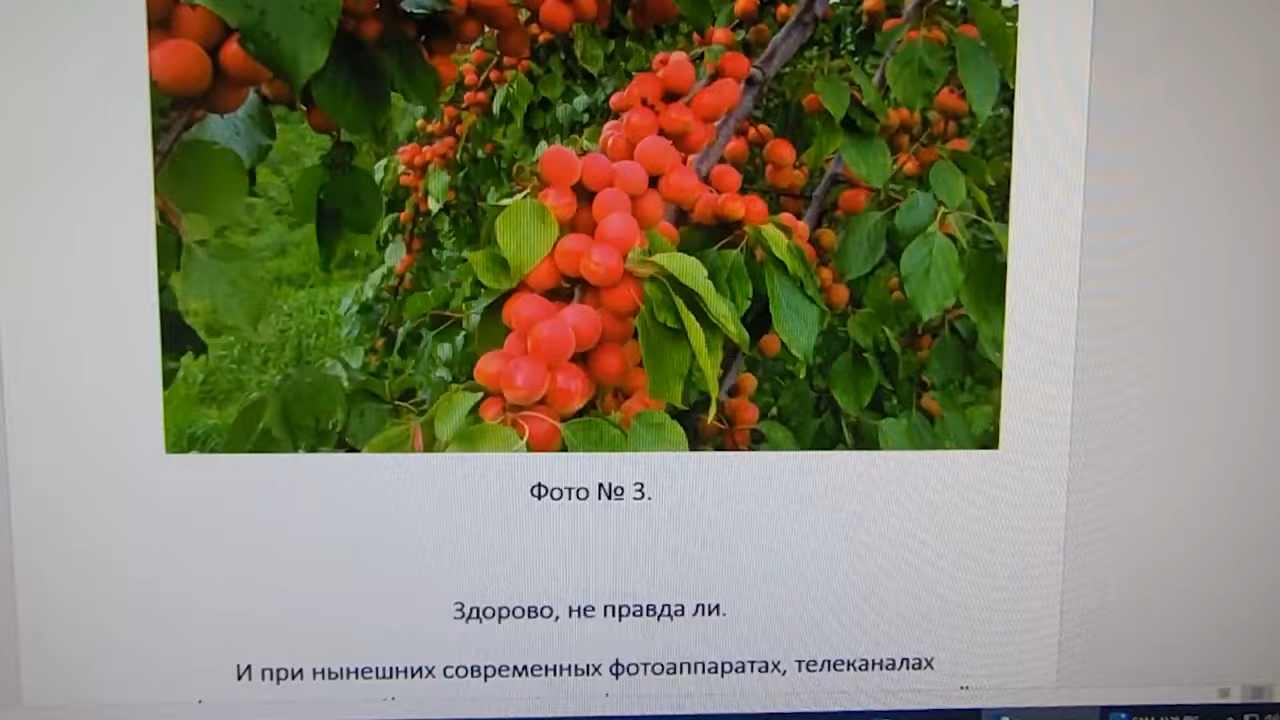 Фото № 3.
Здорово, не правда ли.
И при нынешних современных фотоаппаратах, телеканалах